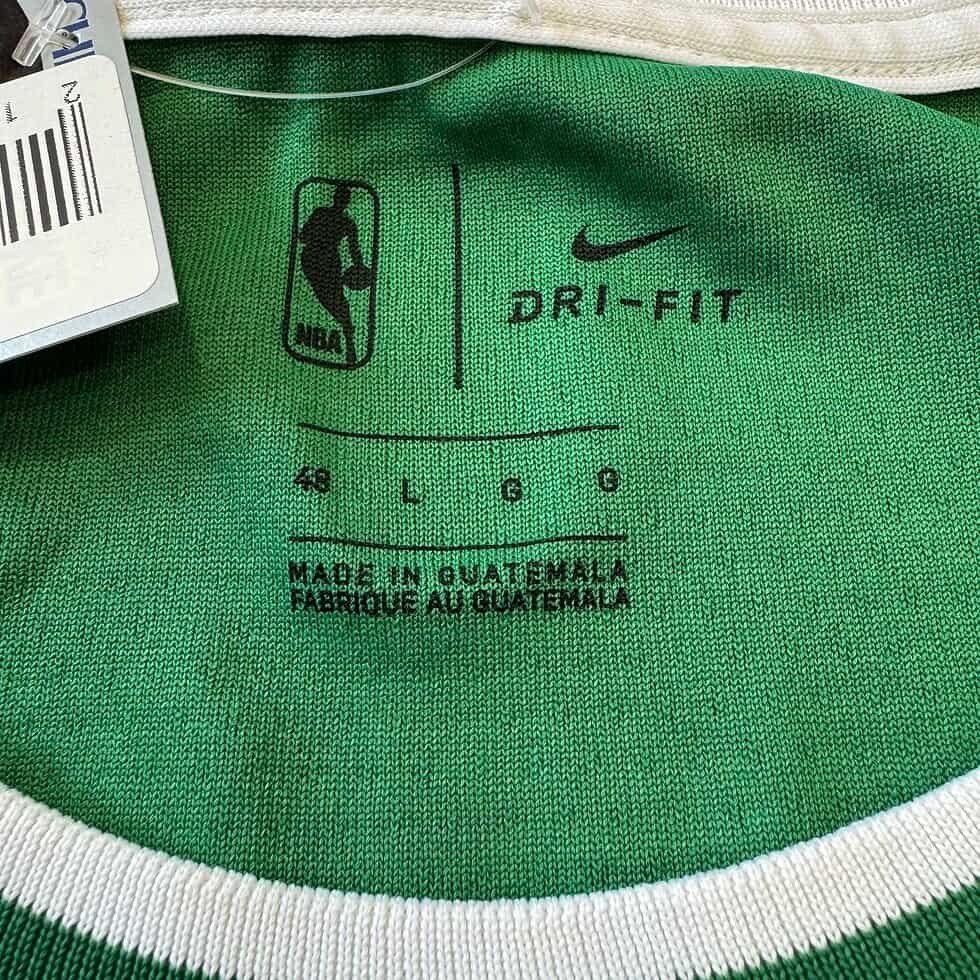 NBA
DRI-FIT
48 L G G
MADE IN GUATEMALA
FABRIQUE AU GUATEMALA